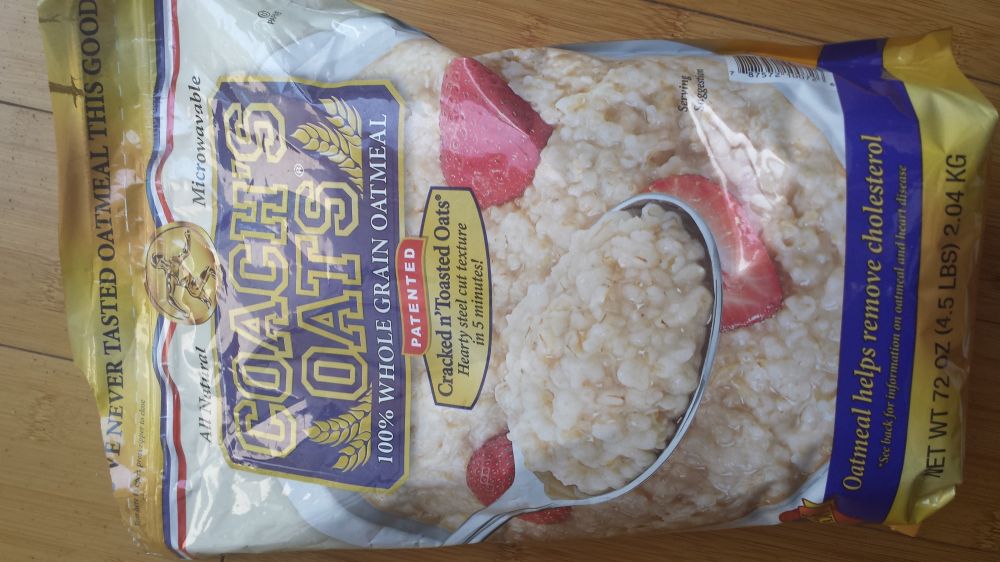 'VE NEVER TASTED OATMEAL THIS GOOD
All Natural
Microwavable
COACH'S
OATS®
100% WHOLE GRAIN OATMEAL
PATENTED
Cracked n'Toasted Oats®
Hearty steel cut texture
in 5 minutes!
Serving
Suggestion
Oatmeal helps remove cholesterol
*See back for information on oatmeal and heart disease
NET WT 72 OZ (4.5 LBS) 2.04 KG